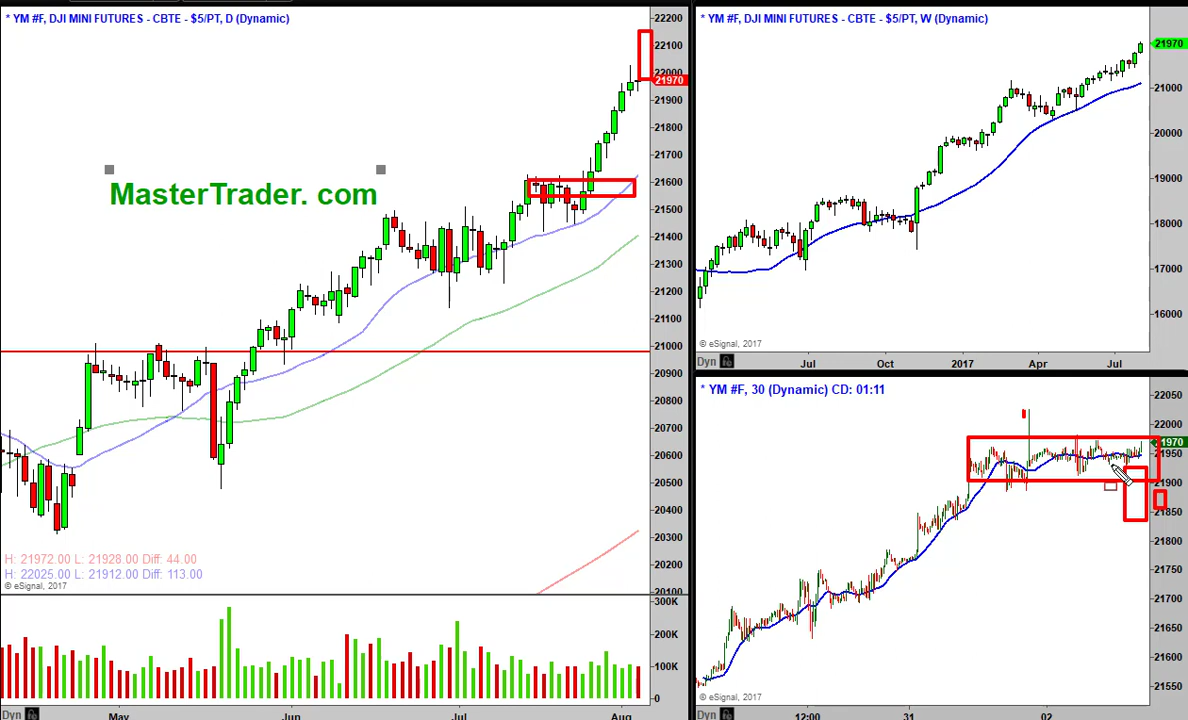 * YM #F, DJI MINI FUTURES - CBTE - $5/PT, D (Dynamic)
22200
22100
22000
21970
21900
21800
21700
21600
21500
21400
21300
21200
21100
21000
20900
20800
20700
20600
20500
20400
20300
20200
20100
MasterTrader. com
H: 21972.00 L: 21928.00 Diff: 44.00
H: 22025.00 L: 21912.00 Diff: 113.00
© eSignal, 2017
300K
200K
100K
0
Dyn
May
Jun
Jul
Aug
* YM #F, DJI MINI FUTURES - CBTE - $5/PT, W (Dynamic)
21970
21000
20000
19000
18000
17000
16000
© eSignal, 2017
Dyn
Jul
Oct
2017
Apr
Jul
* YM #F, 30 (Dynamic) CD: 01:11
22050
22000
21970
21950
21900
21850
21800
21750
21700
21650
21600
21550
© eSignal, 2017
Dyn
12:00
31
02